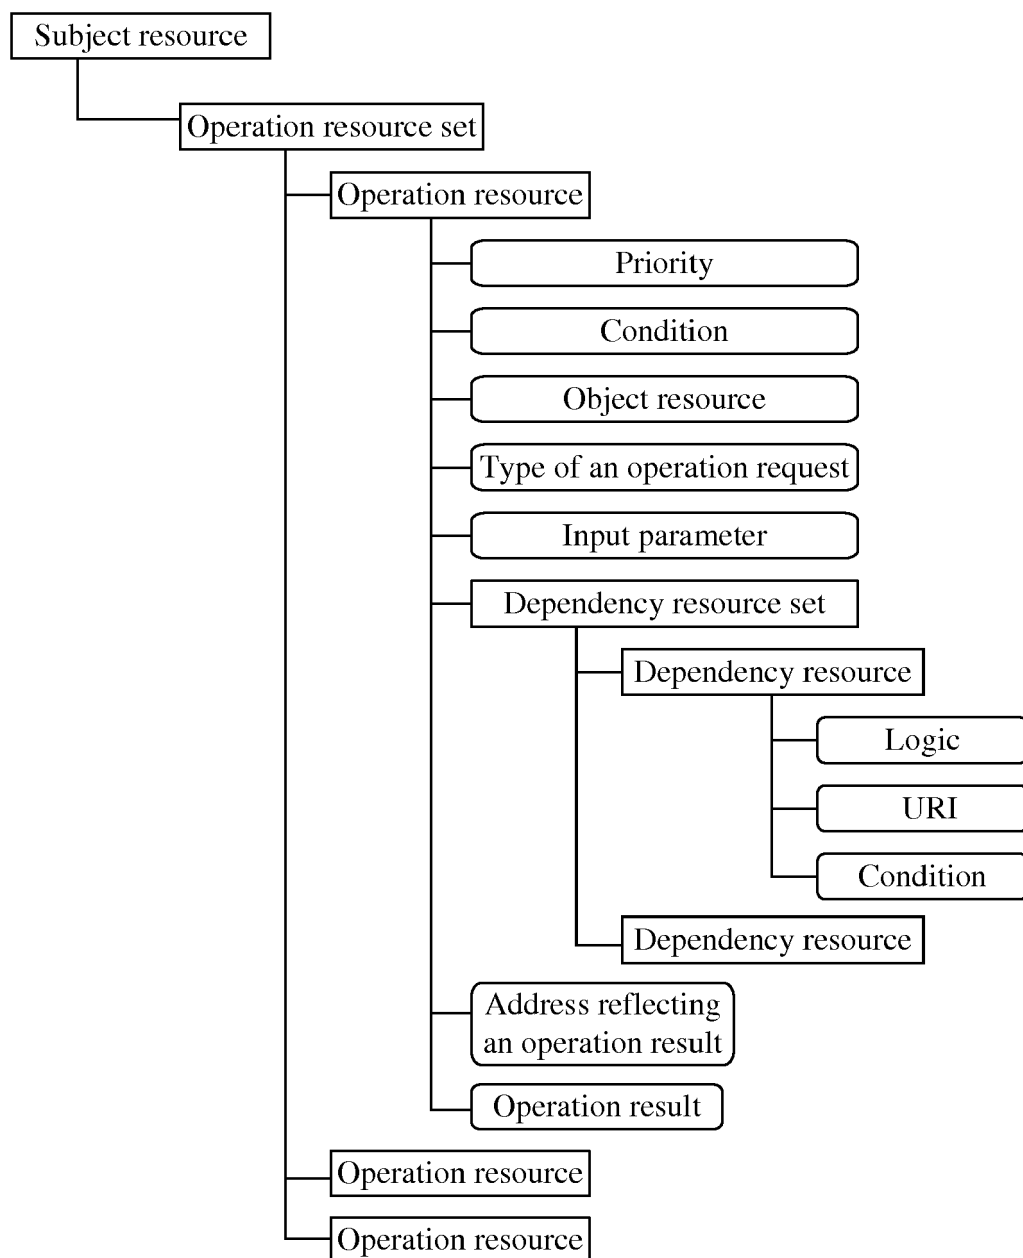 Subject resource
Operation resource set
Operation resource
Priority
Condition
Object resource
Type of an operation request
Input parameter
Dependency resource set
Dependency resource
Logic
URI
Condition
Dependency resource
Address reflecting
an operation result
Operation result
Operation resource
Operation resource